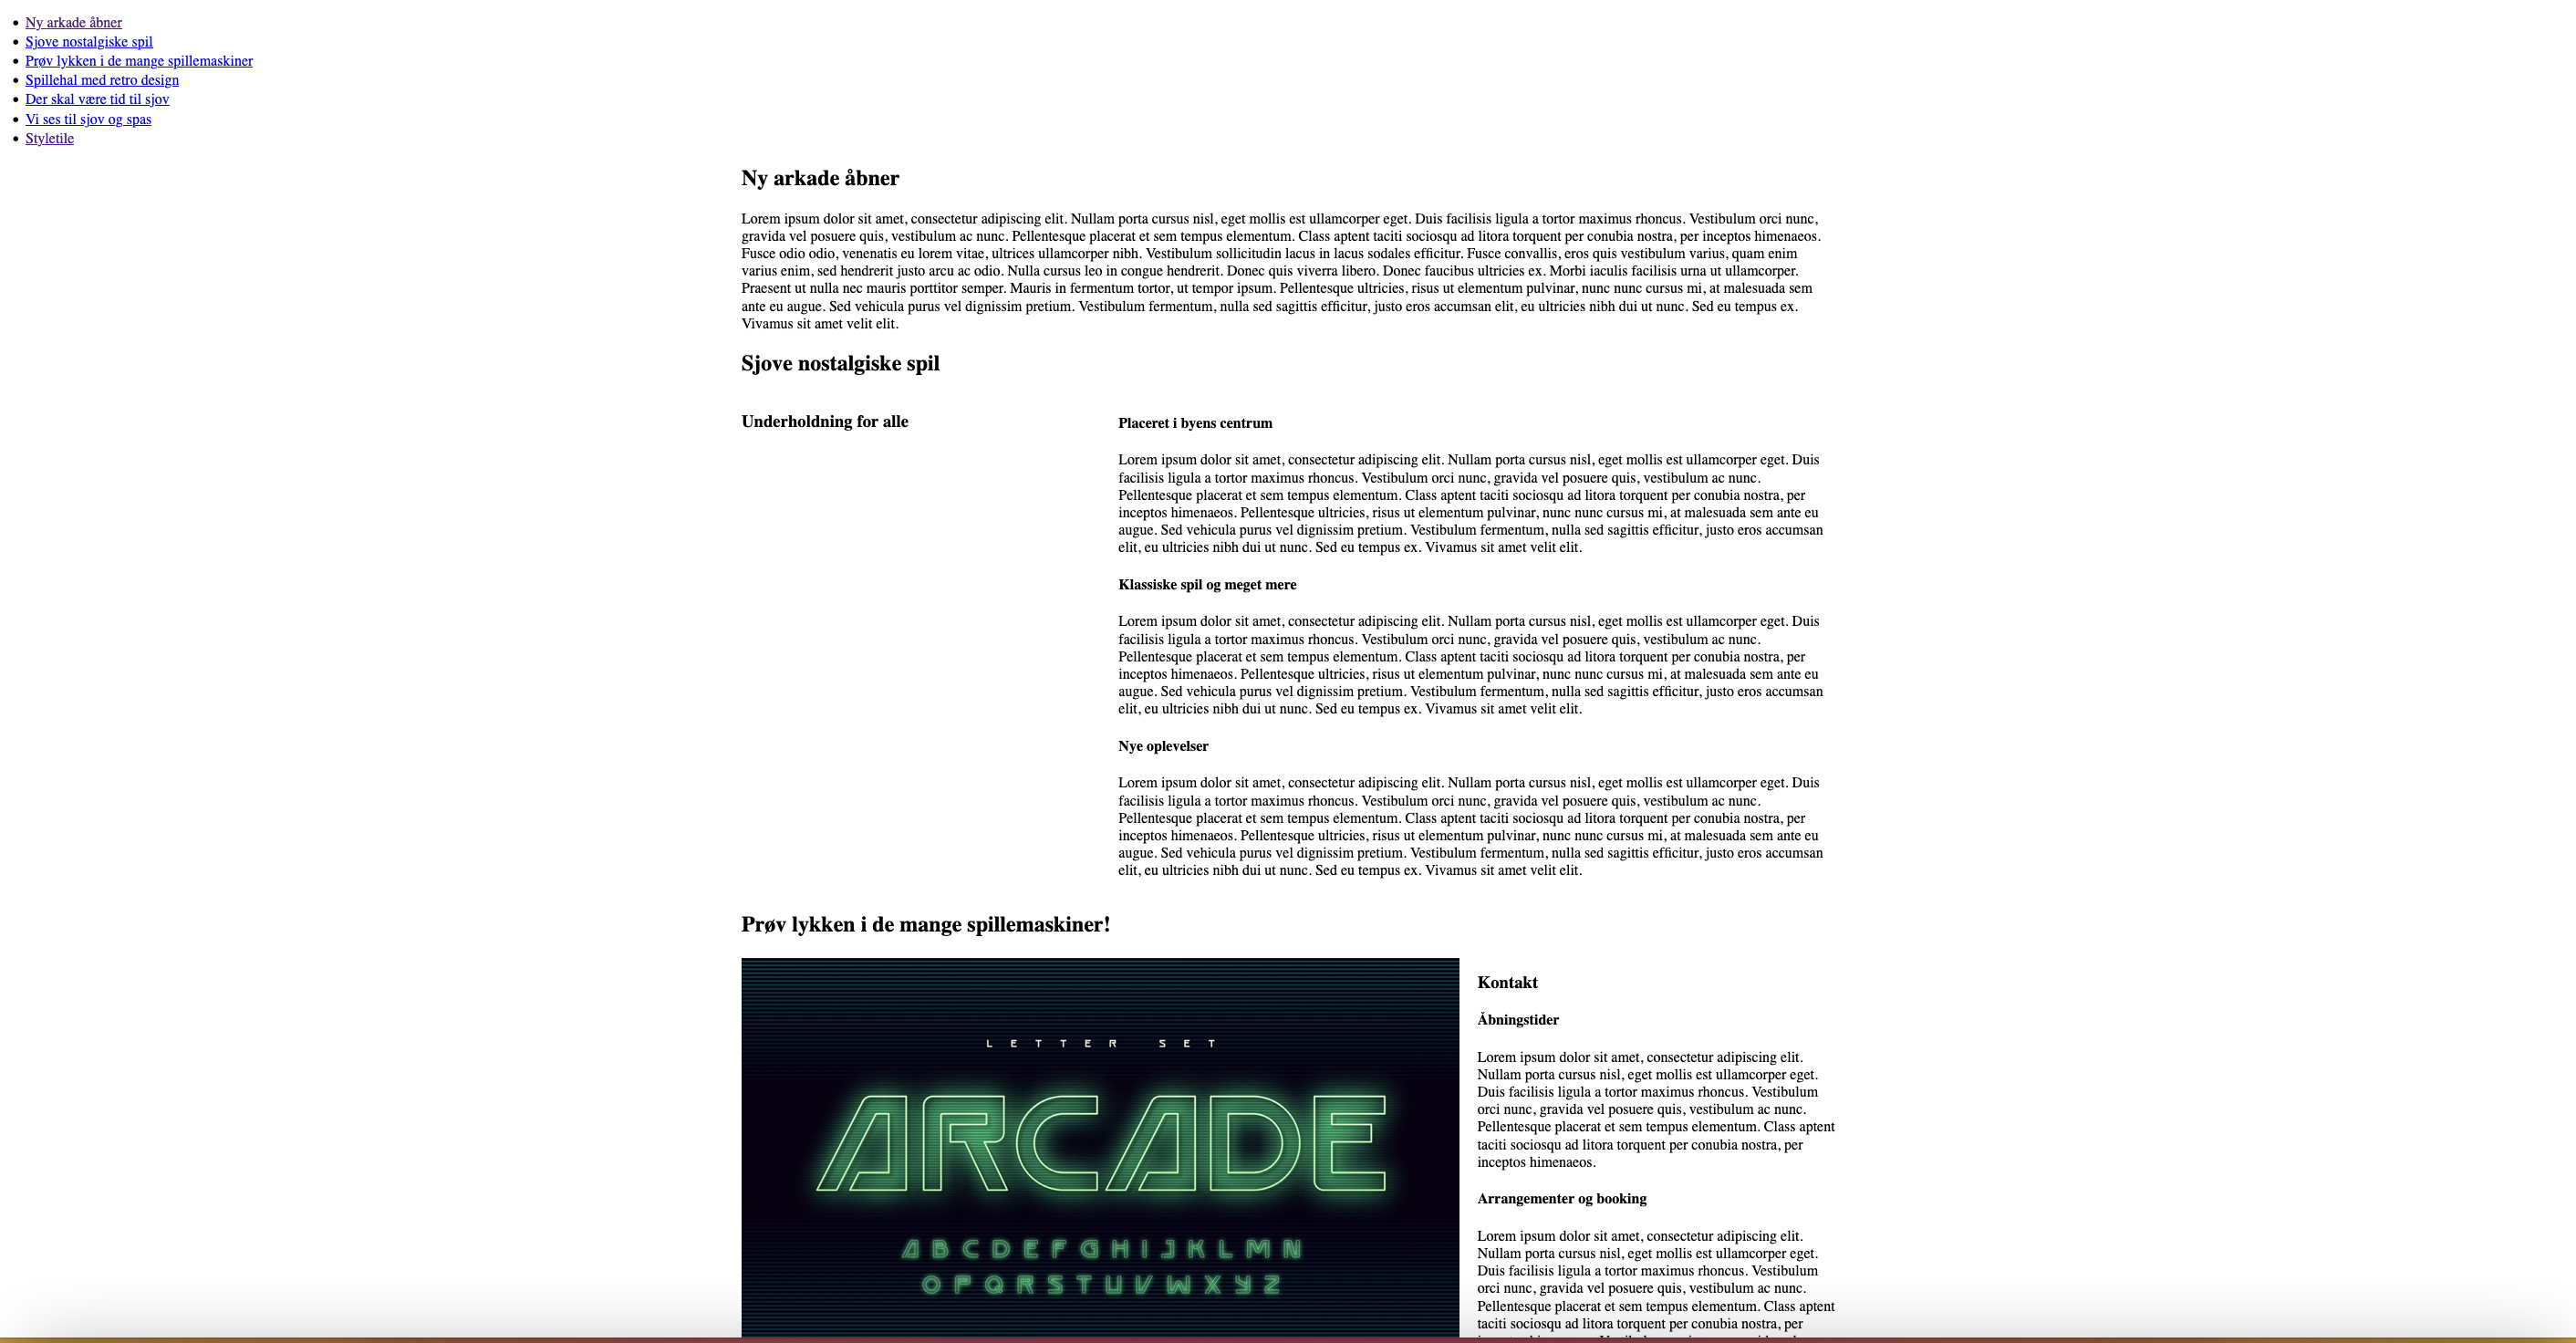 Ny arkade åbner
Sjove nostalgiske spil
Prøv lykken i de mange spillemaskiner
Spillehal med retro design
Der skal være tid til sjov
Vi ses til sjov og spas
Styletile
Ny arkade åbner
Lorem ipsum dolor sit amet, consectetur adipiscing elit. Nullam porta cursus nisl, eget mollis est ullamcorper eget. Duis facilisis ligula a tortor maximus rhoncus. Vestibulum orci nunc,
gravida vel posuere quis, vestibulum ac nunc. Pellentesque placerat et sem tempus elementum. Class aptent taciti sociosqu ad litora torquent per conubia nostra, per inceptos himenaeos.
Fusce odio odio, venenatis eu lorem vitae, ultrices ullamcorper nibh. Vestibulum sollicitudin lacus in lacus sodales efficitur. Fusce convallis, eros quis vestibulum varius, quam enim
varius enim, sed hendrerit justo arcu ac odio. Nulla cursus leo in congue hendrerit. Donec quis viverra libero. Donec faucibus ultricies ex. Morbi iaculis facilisis urna ut ullamcorper.
Praesent ut nulla nec mauris porttitor semper. Mauris in fermentum tortor, ut tempor ipsum. Pellentesque ultricies, risus ut elementum pulvinar, nunc nunc cursus mi, at malesuada sem
ante eu augue. Sed vehicula purus vel dignissim pretium. Vestibulum fermentum, nulla sed sagittis efficitur, justo eros accumsan elit, eu ultricies nibh dui ut nunc. Sed eu tempus ex.
Vivamus sit amet velit elit.
Sjove nostalgiske spil
Underholdning for alle
Placeret i byens centrum
Lorem ipsum dolor sit amet, consectetur adipiscing elit. Nullam porta cursus nisl, eget mollis est ullamcorper eget. Duis
facilisis ligula a tortor maximus rhoncus. Vestibulum orci nunc, gravida vel posuere quis, vestibulum ac nunc.
Pellentesque placerat et sem tempus elementum. Class aptent taciti sociosqu ad litora torquent per conubia nostra, per
inceptos himenaeos. Pellentesque ultricies, risus ut elementum pulvinar, nunc nunc cursus mi, at malesuada sem ante eu
augue. Sed vehicula purus vel dignissim pretium. Vestibulum fermentum, nulla sed sagittis efficitur, justo eros accumsan
elit, eu ultricies nibh dui ut nunc. Sed eu tempus ex. Vivamus sit amet velit elit.
Klassiske spil og meget mere
Lorem ipsum dolor sit amet, consectetur adipiscing elit. Nullam porta cursus nisl, eget mollis est ullamcorper eget. Duis
facilisis ligula a tortor maximus rhoncus. Vestibulum orci nunc, gravida vel posuere quis, vestibulum ac nunc.
Pellentesque placerat et sem tempus elementum. Class aptent taciti sociosqu ad litora torquent per conubia nostra, per
inceptos himenaeos. Pellentesque ultricies, risus ut elementum pulvinar, nunc nunc cursus mi, at malesuada sem ante eu
augue. Sed vehicula purus vel dignissim pretium. Vestibulum fermentum, nulla sed sagittis efficitur, justo eros accumsan
elit, eu ultricies nibh dui ut nunc. Sed eu tempus ex. Vivamus sit amet velit elit.
Nye oplevelser
Lorem ipsum dolor sit amet, consectetur adipiscing elit. Nullam porta cursus nisl, eget mollis est ullamcorper eget. Duis
facilisis ligula a tortor maximus rhoncus. Vestibulum orci nunc, gravida vel posuere quis, vestibulum ac nunc.
Pellentesque placerat et sem tempus elementum. Class aptent taciti sociosqu ad litora torquent per conubia nostra, per
inceptos himenaeos. Pellentesque ultricies, risus ut elementum pulvinar, nunc nunc cursus mi, at malesuada sem ante eu
augue. Sed vehicula purus vel dignissim pretium. Vestibulum fermentum, nulla sed sagittis efficitur, justo eros accumsan
elit, eu ultricies nibh dui ut nunc. Sed eu tempus ex. Vivamus sit amet velit elit.
Prøv lykken i de mange spillemaskiner!
LETTER SET
ARCADE
ABCDEFGHIJKLMN
OPQRSTUVWXYZ
Kontakt
Åbningstider
Lorem ipsum dolor sit amet, consectetur adipiscing elit.
Nullam porta cursus nisl, eget mollis est ullamcorper eget.
Duis facilisis ligula a tortor maximus rhoncus. Vestibulum
orci nunc, gravida vel posuere quis, vestibulum ac nunc.
Pellentesque placerat et sem tempus elementum. Class aptent
taciti sociosqu ad litora torquent per conubia nostra, per
inceptos himenaeos.
Arrangementer og booking
Lorem ipsum dolor sit amet, consectetur adipiscing elit.
Nullam porta cursus nisl, eget mollis est ullamcorper eget.
Duis facilisis ligula a tortor maximus rhoncus. Vestibulum
orci nunc, gravida vel posuere quis, vestibulum ac nunc.
Pellentesque placerat et sem tempus elementum. Class aptent
taciti sociosqu ad litora torquent per conubia nostra, per